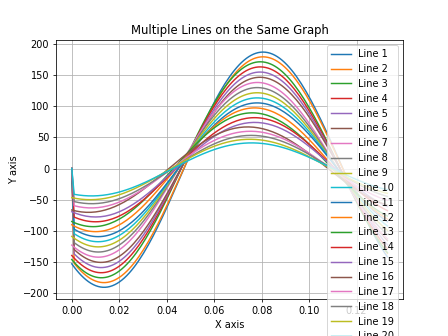 Multiple Lines on the Same Graph
Y axis
200
150
100
50
0
−50
−100
−150
−200
0.00
0.02
0.04
0.06
0.08
0.10
X axis
Line 1
Line 2
Line 3
Line 4
Line 5
Line 6
Line 7
Line 8
Line 9
Line 10
Line 11
Line 12
Line 13
Line 14
Line 15
Line 16
Line 17
Line 18
Line 19
Line 20